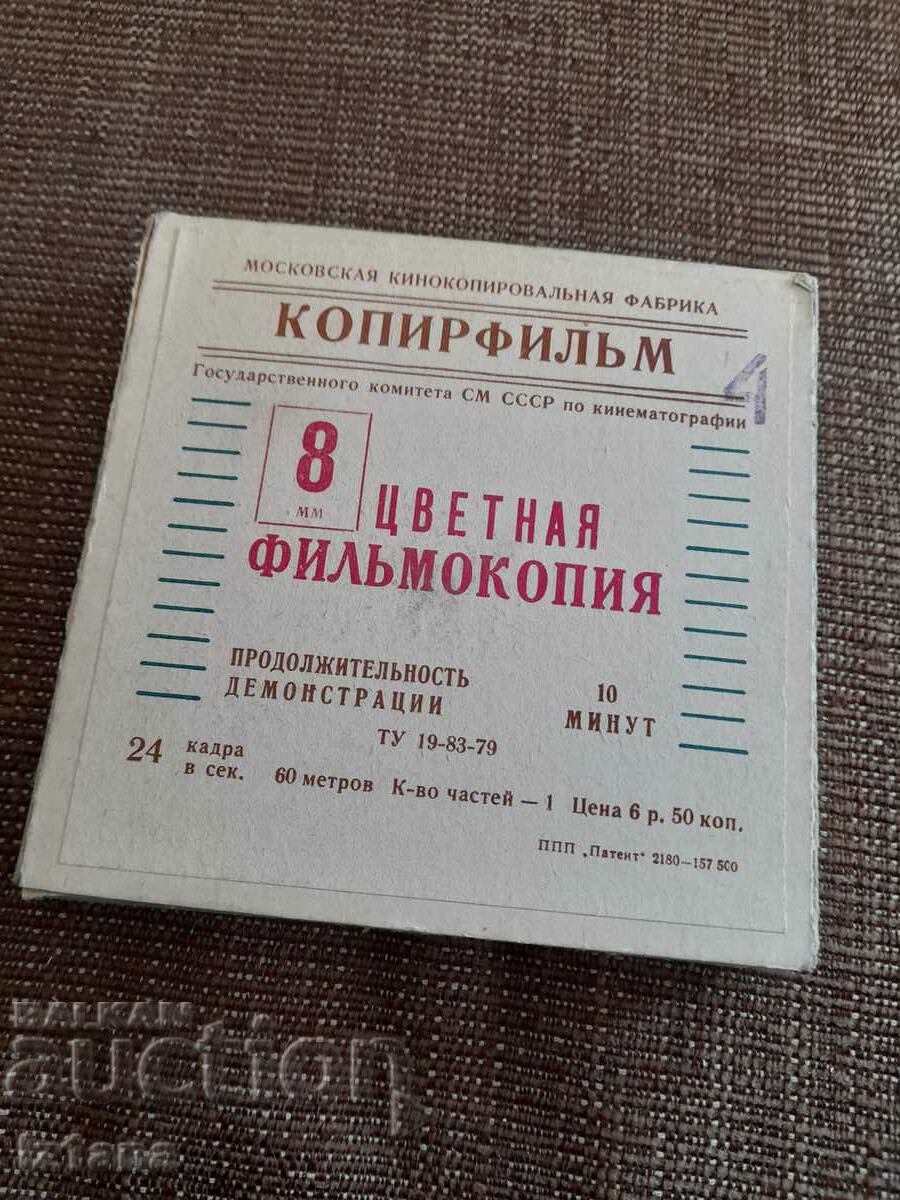 МОСКОВСКАЯ КИНОКОПИРОВАЛЬНАЯ ФАБРИКА
КОПИРФИЛЬМ
Государственного комитета СМ СССР по кинематографии
4
8
ММ
ЦВЕТНАЯ
ФИЛЬМОКОПИЯ
ПРОДОЛЖИТЕЛЬНОСТЬ
ДЕМОНСТРАЦИИ
10
МИНУТ
ТУ 19-83-79
24 кадра
в сек.
60 метров К-во частей — 1 Цена 6 р. 50 коп.
ППП „Патент" 2180—157 500
BALKAN
auction
iztana